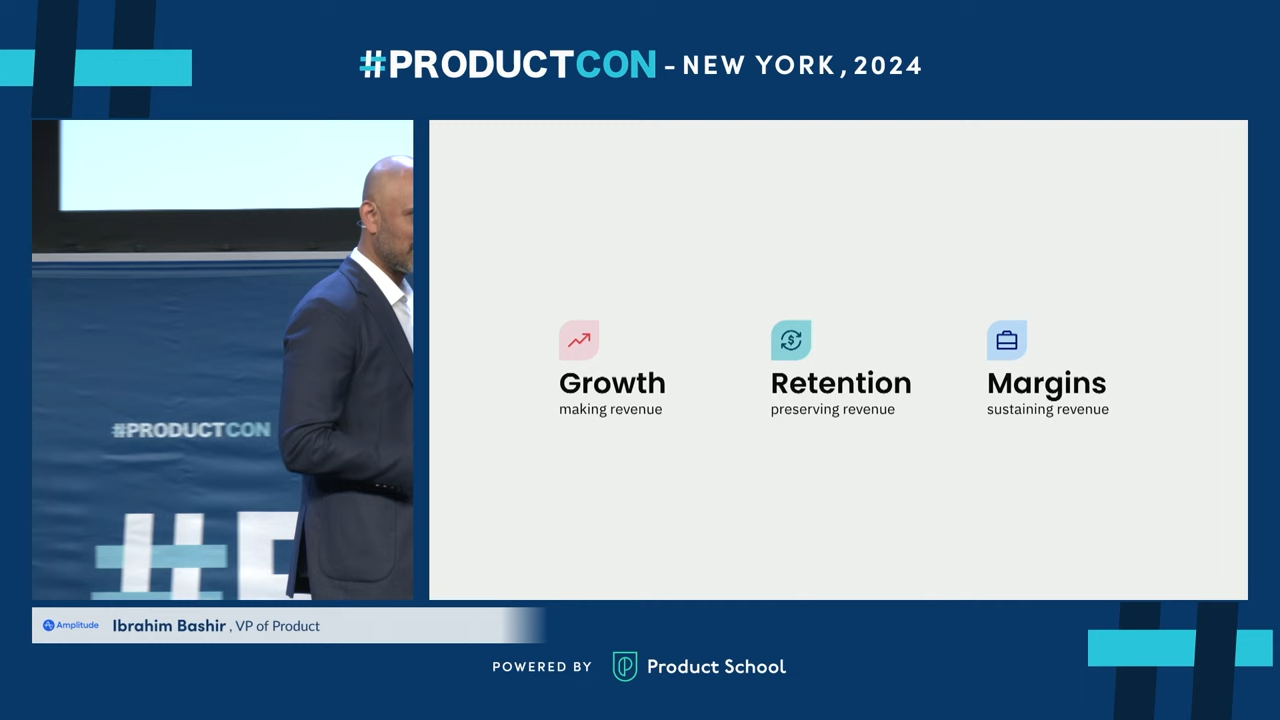 #PRODUCTCON - NEW YORK, 2024
#PRODUCTCON
Growth
making revenue
Retention
preserving revenue
Margins
sustaining revenue
Amplitude Ibrahim Bashir, VP of Product
POWERED BY Product School